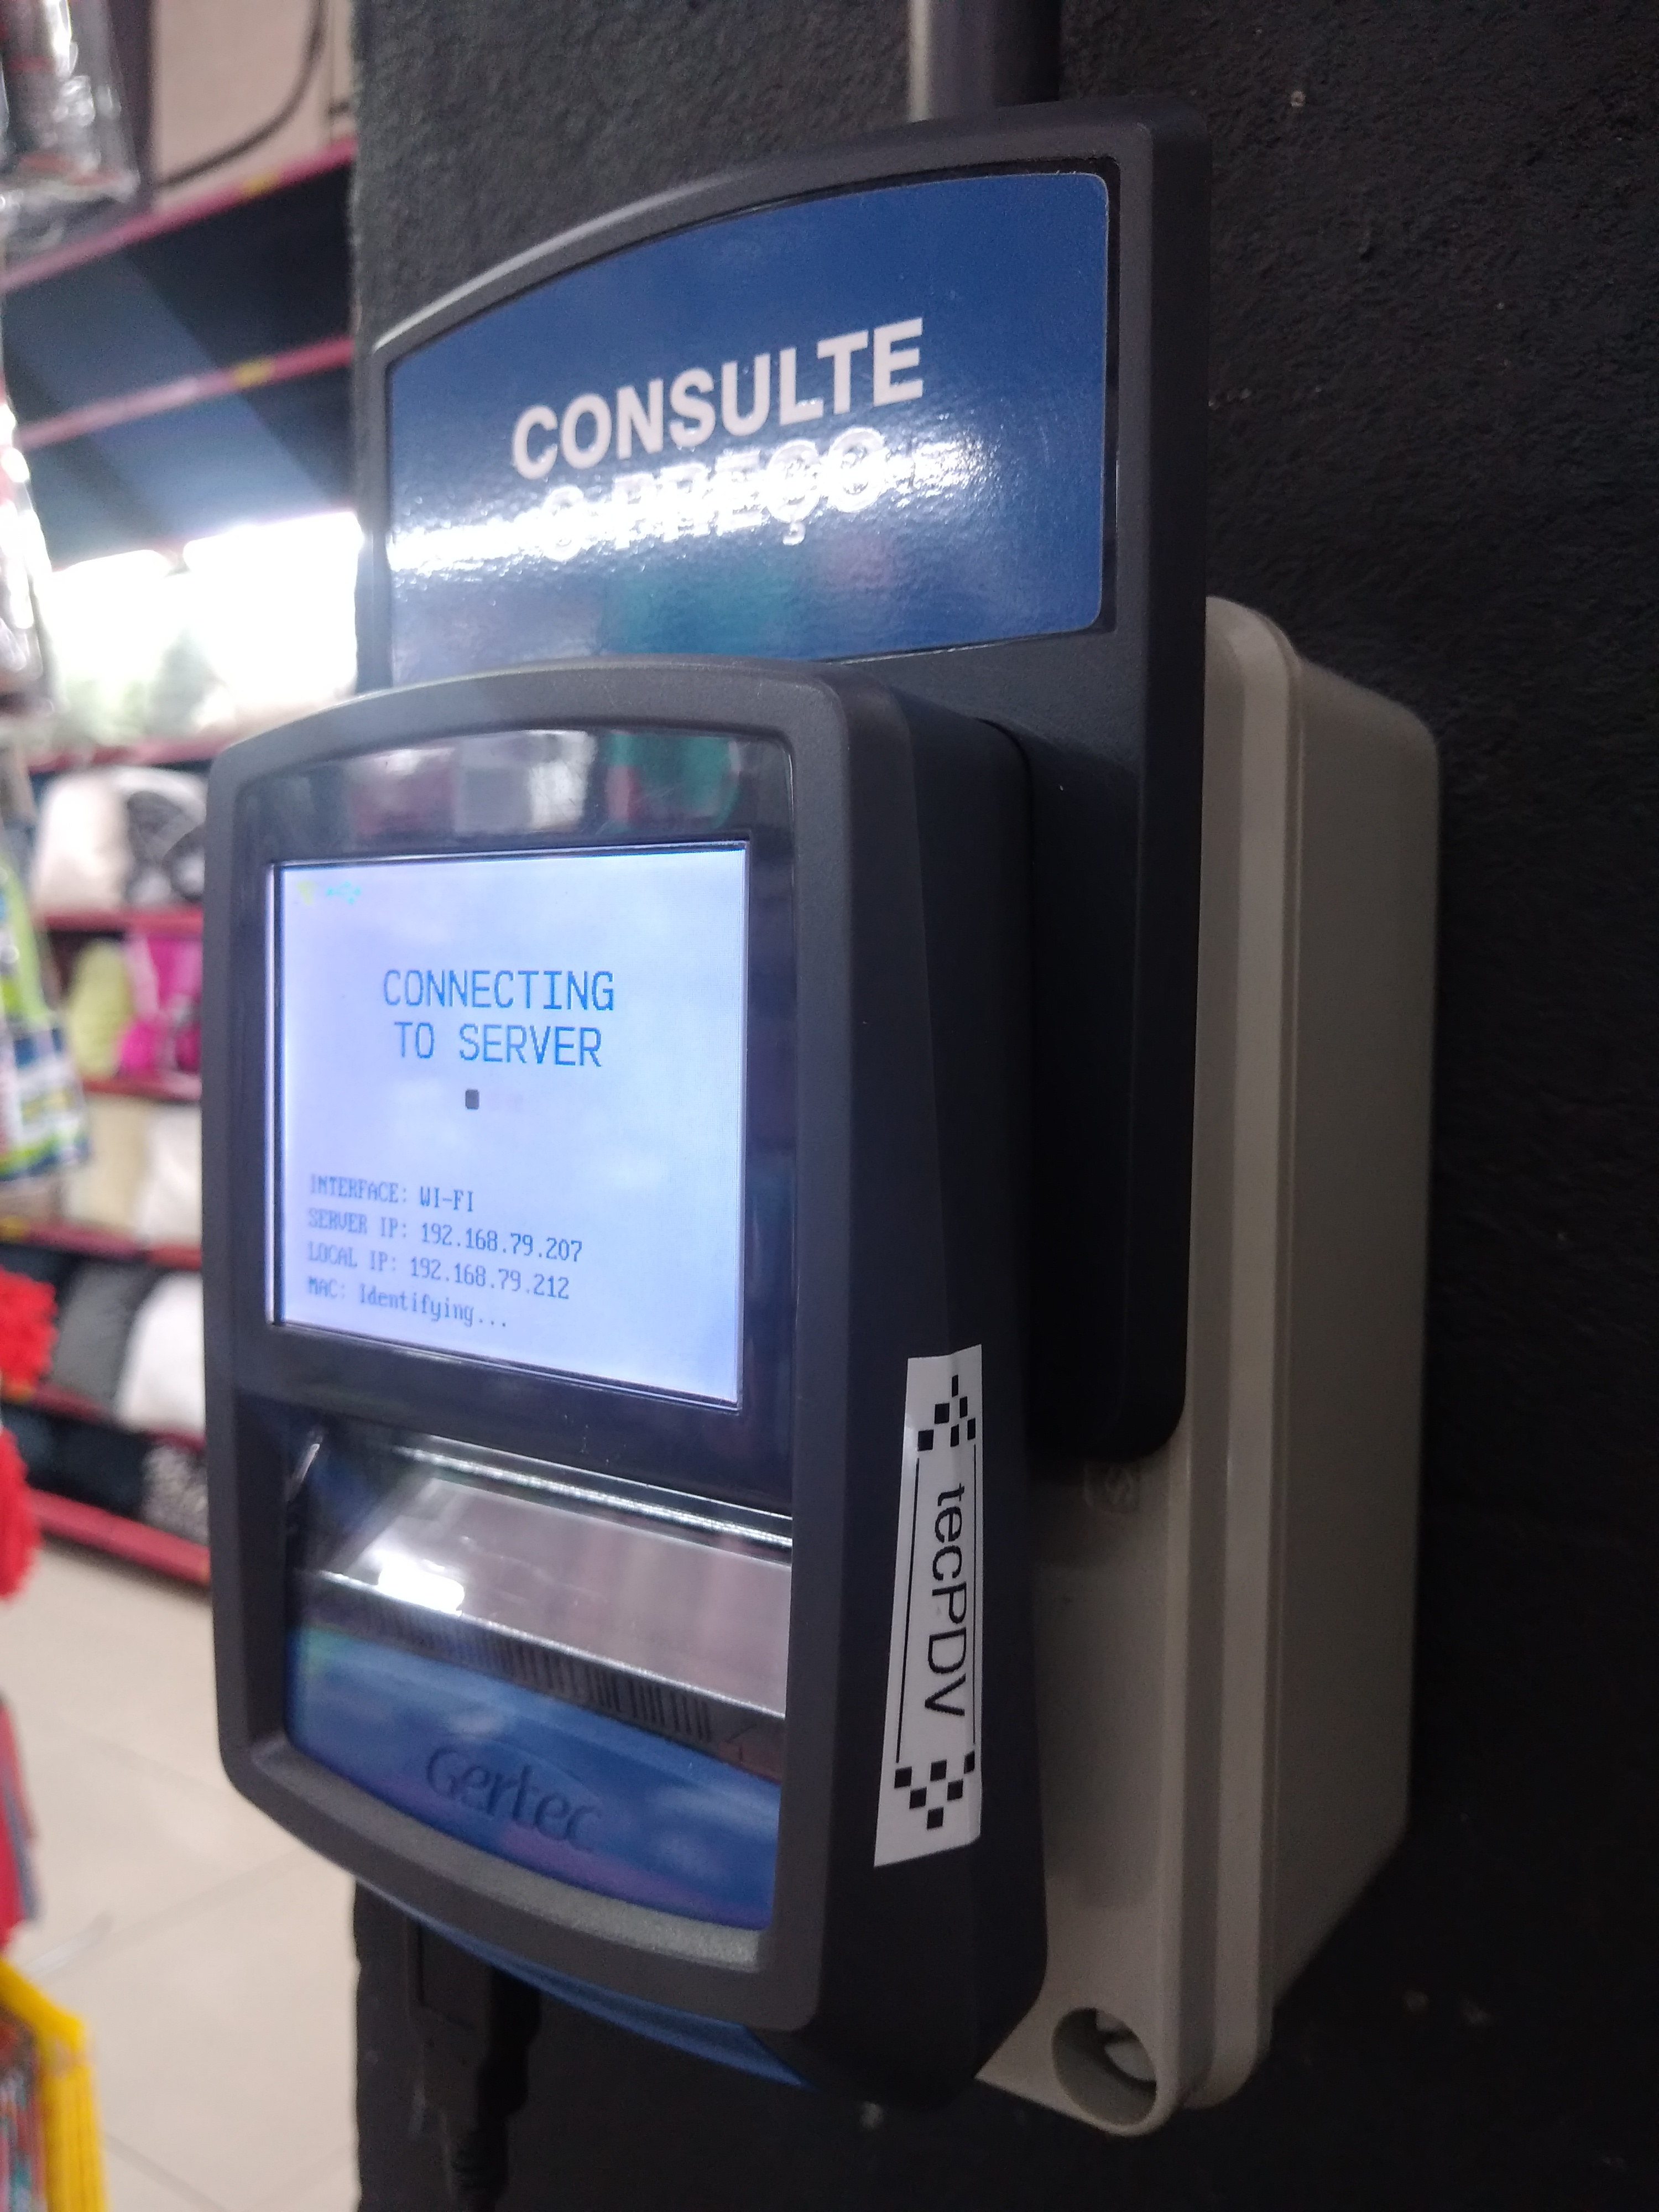 CONSULTE
O PREÇO
CONNECTING
TO SERVER
INTERFACE: WI-FI
SERVER IP: 192.168.79.207
LOCAL IP: 192.168.79.212
MAC: Identifying...
tecPDV
Gertec